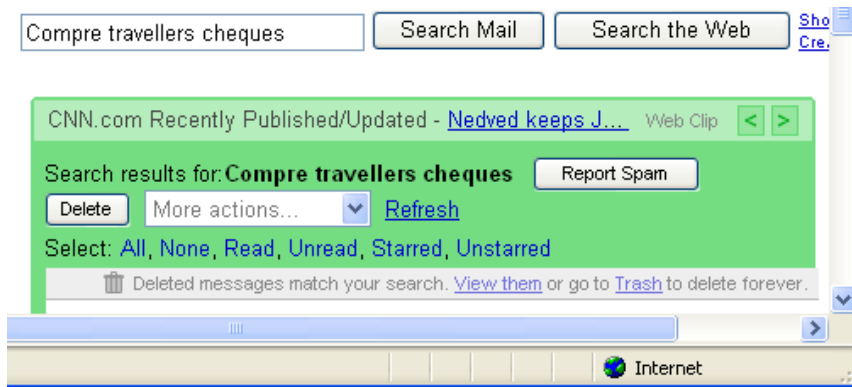 Compre travellers cheques Search Mail Search the Web Sho
Cre
CNN.com Recently Published/Updated - Nedved keeps J... Web Clip < >
Search results for: Compre travellers cheques Report Spam
Delete More actions... Refresh
Select: All, None, Read, Unread, Starred, Unstarred
Deleted messages match your search. View them or go to Trash to delete forever.
Internet